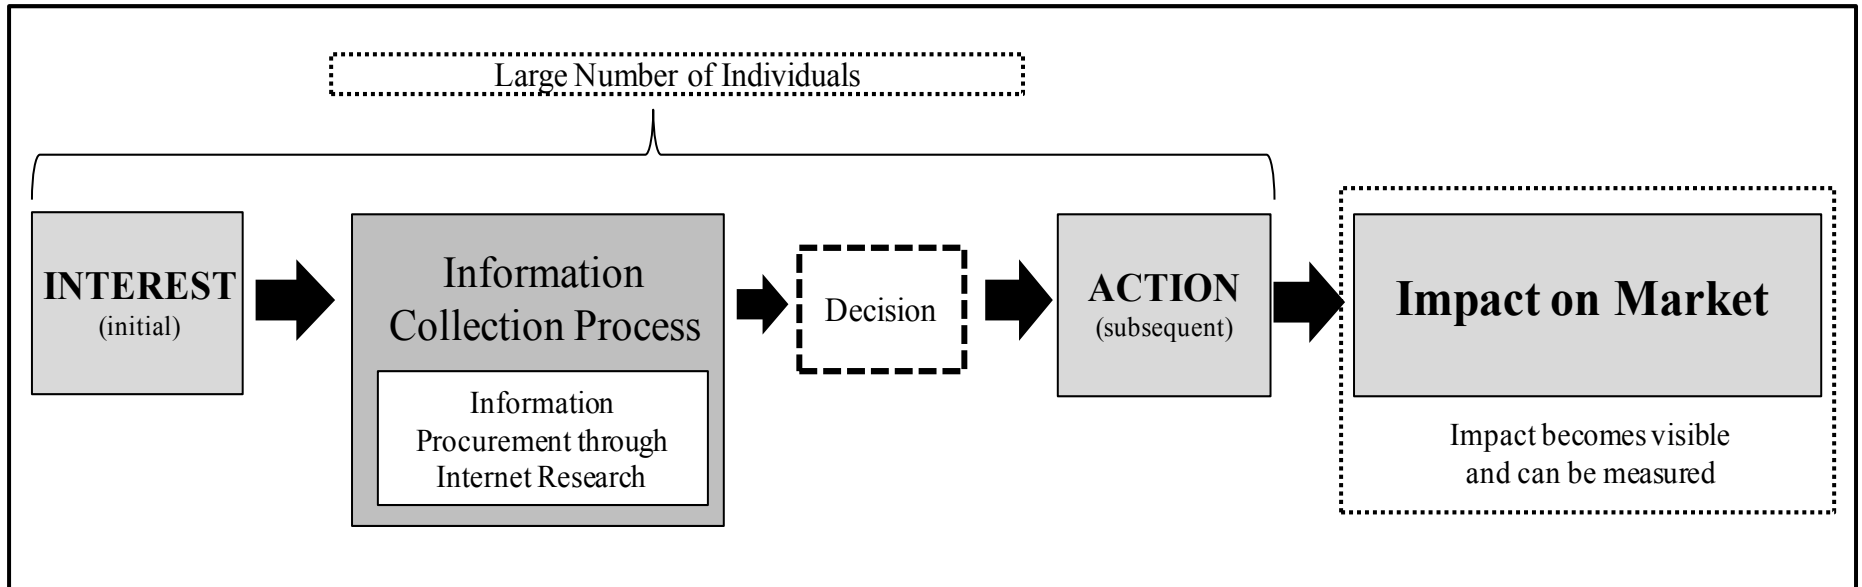 Large Number of Individuals
INTEREST
(initial)
Information
Collection Process
Information
Procurement through
Internet Research
Decision
ACTION
(subsequent)
Impact on Market
Impact becomes visible
and can be measured